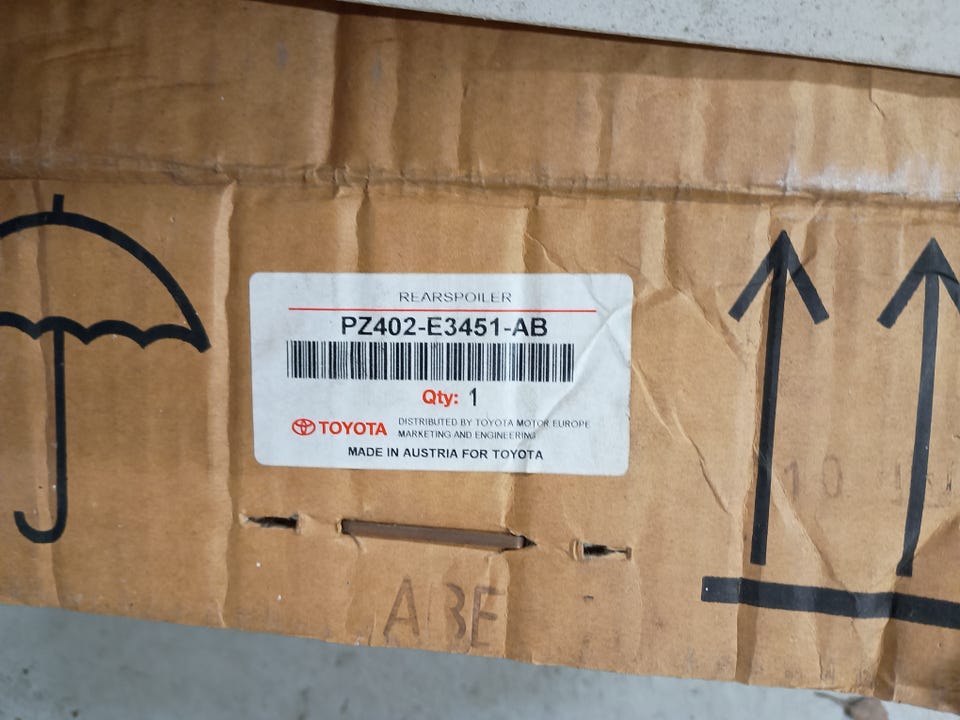 REARSPOILER
PZ402-E3451-AB
Qty: 1
TOYOTA
DISTRIBUTED BY TOYOTA MOTOR EUROPE
MARKETING AND ENGINEERING
MADE IN AUSTRIA FOR TOYOTA
10
ABE